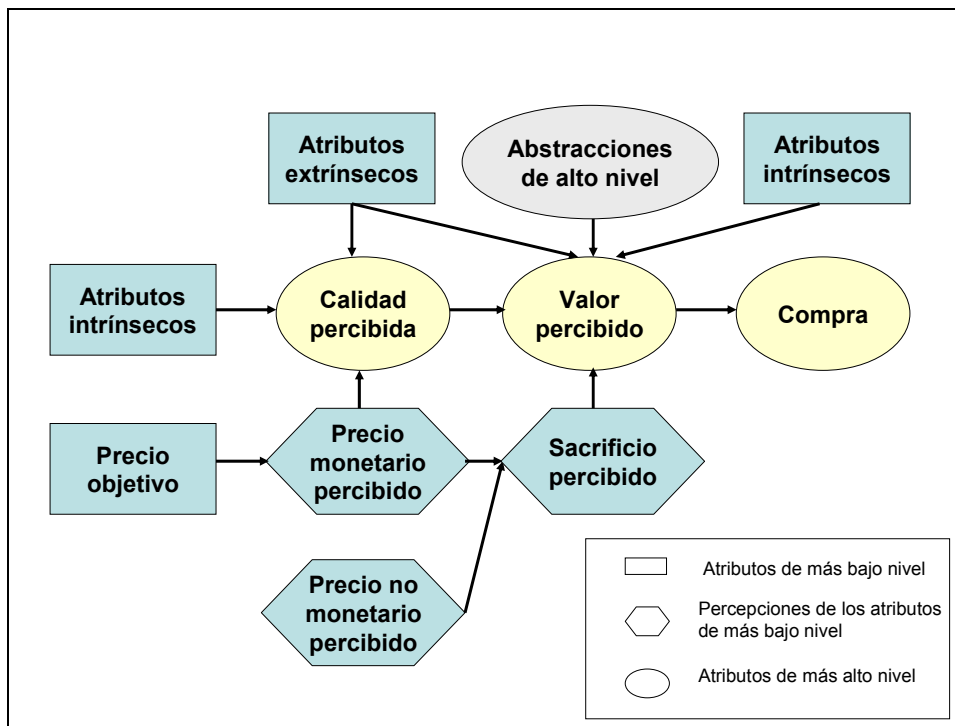 Atributos
extrínsecos
Abstracciones
de alto nivel
Atributos
intrínsecos
Atributos
intrínsecos
Calidad
percibida
Valor
percibido
Compra
Precio
objetivo
Precio
monetario
percibido
Sacrificio
percibido
Precio no
monetario
percibido
Atributos de más bajo nivel
Percepciones de los atributos
de más bajo nivel
Atributos de más alto nivel